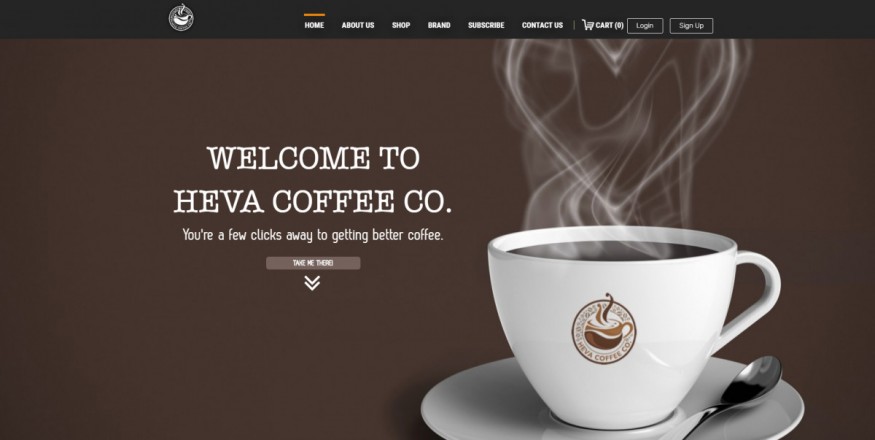 HOME ABOUT US SHOP BRAND SUBSCRIBE CONTACT US CART (0) Login Sign Up
WELCOME TO
HEVA COFFEE CO.
You're a few clicks away to getting better coffee.
TAKE ME THERE!
HEVA COFFEE CO.